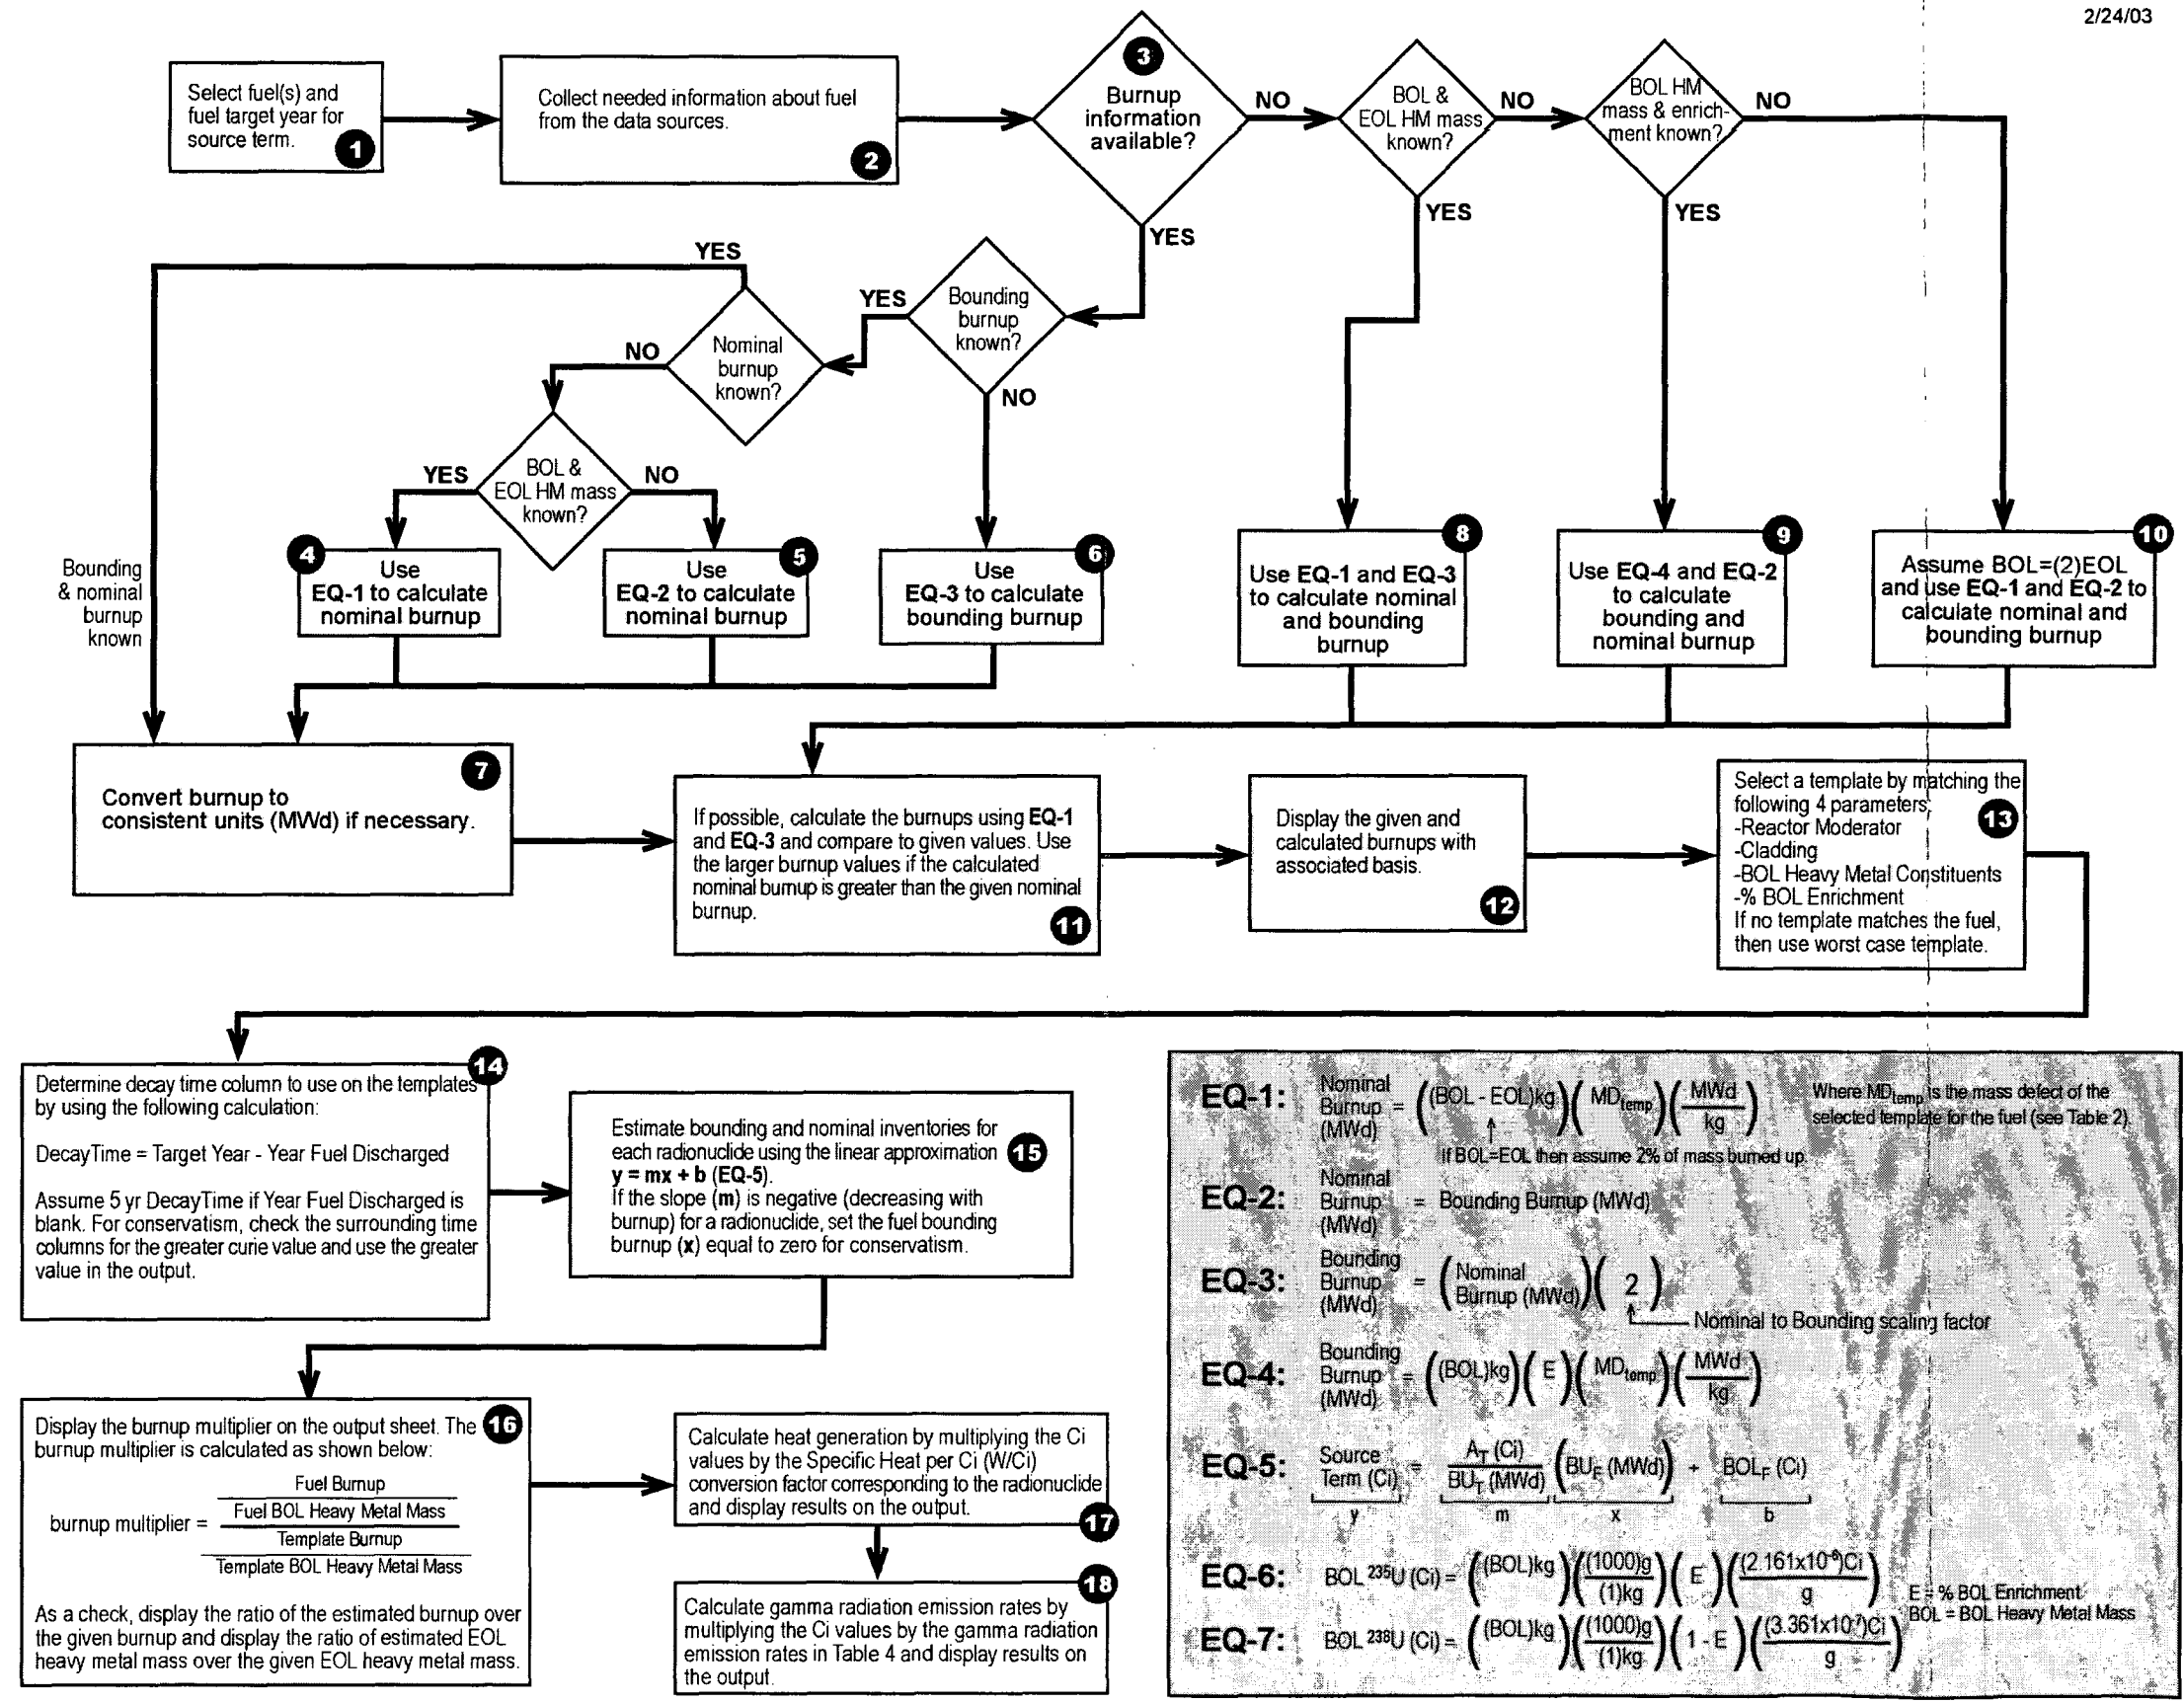 2/24/03
Select fuel(s) and
fuel target year for
source term.
1
Collect needed information about fuel
from the data sources.
2
3
Burnup
information
available?
NO
YES
BOL &
EOL HM mass
known?
NO
YES
BOL HM
mass & enrich-
ment known?
NO
YES
Bounding
burnup
known?
YES
NO
Nominal
burnup
known?
YES
NO
BOL &
EOL HM mass
known?
YES
NO
Bounding
& nominal
burnup
known
4
Use
EQ-1 to calculate
nominal burnup
5
Use
EQ-2 to calculate
nominal burnup
6
Use
EQ-3 to calculate
bounding burnup
8
Use EQ-1 and EQ-3
to calculate nominal
and bounding
burnup
9
Use EQ-4 and EQ-2
to calculate
bounding and
nominal burnup
10
Assume BOL=(2)EOL
and use EQ-1 and EQ-2 to
calculate nominal and
bounding burnup
7
Convert burnup to
consistent units (MWd) if necessary.
If possible, calculate the burnups using EQ-1
and EQ-3 and compare to given values. Use
the larger burnup values if the calculated
nominal burnup is greater than the given nominal
burnup.
11
Display the given and
calculated burnups with
associated basis.
12
Select a template by matching the
following 4 parameters:
-Reactor Moderator
-Cladding
-BOL Heavy Metal Constituents
-% BOL Enrichment
If no template matches the fuel,
then use worst case template.
13
14
Determine decay time column to use on the templates
by using the following calculation:
DecayTime = Target Year - Year Fuel Discharged
Assume 5 yr DecayTime if Year Fuel Discharged is
blank. For conservatism, check the surrounding time
columns for the greater curie value and use the greater
value in the output.
Estimate bounding and nominal inventories for
each radionuclide using the linear approximation
y = mx + b (EQ-5).
If the slope (m) is negative (decreasing with
burnup) for a radionuclide, set the fuel bounding
burnup (x) equal to zero for conservatism.
15
Display the burnup multiplier on the output sheet. The
burnup multiplier is calculated as shown below:
16
burnup multiplier =
Fuel Burnup
Fuel BOL Heavy Metal Mass
Template Burnup
Template BOL Heavy Metal Mass
As a check, display the ratio of the estimated burnup over
the given burnup and display the ratio of estimated EOL
heavy metal mass over the given EOL heavy metal mass.
Calculate heat generation by multiplying the Ci
values by the Specific Heat per Ci (W/Ci)
conversion factor corresponding to the radionuclide
and display results on the output.
17
18
Calculate gamma radiation emission rates by
multiplying the Ci values by the gamma radiation
emission rates in Table 4 and display results on
the output.
EQ-1: Nominal Burnup (MWd) = ((BOL - EOL)kg)(MDtemp)(MWd/kg)
Where MDtemp is the mass defect of the
selected template for the fuel (see Table 2).
If BOL=EOL then assume 2% of mass burned up.
EQ-2: Nominal Burnup (MWd) = Bounding Burnup (MWd)
EQ-3: Bounding Burnup (MWd) = (Nominal Burnup (MWd))(2)
Nominal to Bounding scaling factor
EQ-4: Bounding Burnup (MWd) = ((BOL)kg)(E)(MDtemp)(MWd/kg)
EQ-5: Source Term (Ci) = AT (Ci)/BUT (MWd) (BUF (MWd)) + BOLF (Ci)
y m x b
EQ-6: BOL 235U (Ci) = ((BOL)kg)((1000)g/(1)kg)(E)((2.161x10-6)Ci/g)
E = % BOL Enrichment
BOL = BOL Heavy Metal Mass
EQ-7: BOL 238U (Ci) = ((BOL)kg)((1000)g/(1)kg)(1 - E)((3.361x10-7)Ci/g)